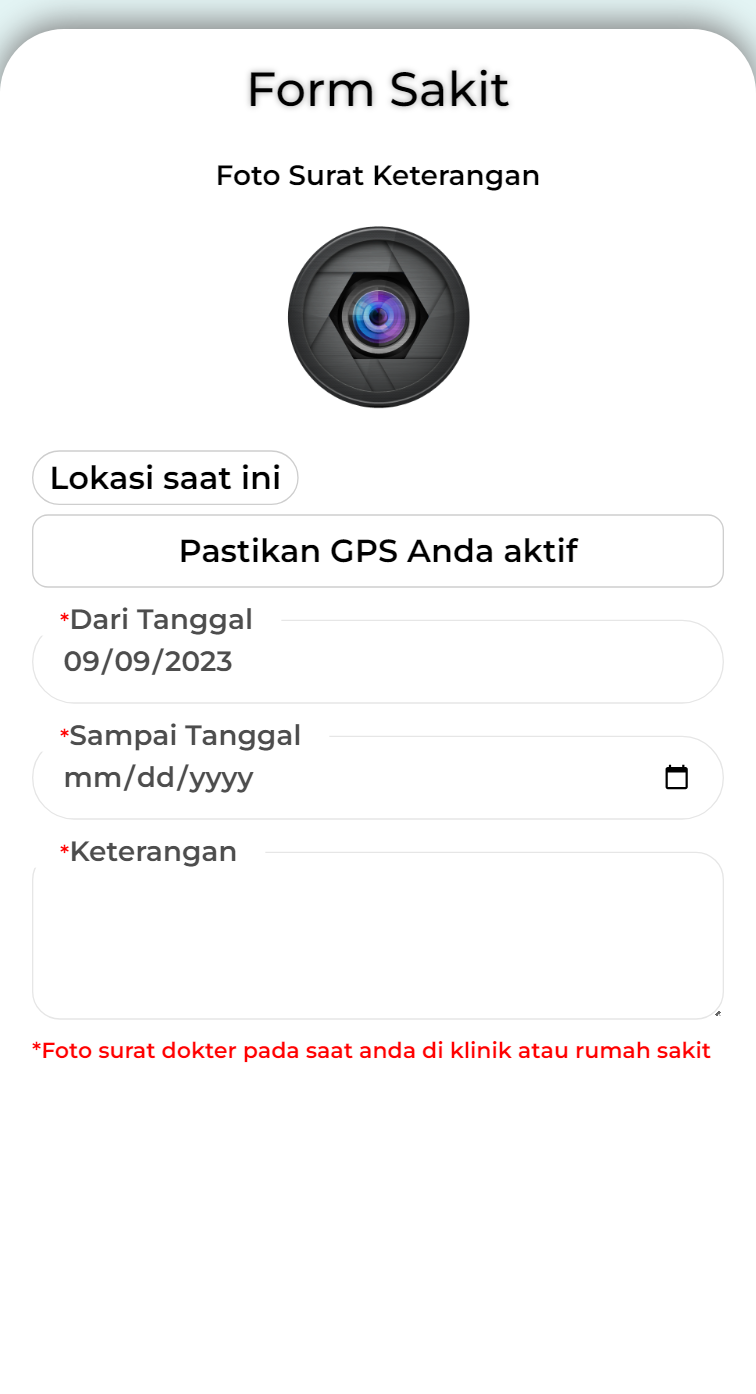 Form Sakit
Foto Surat Keterangan
Lokasi saat ini
Pastikan GPS Anda aktif
*Dari Tanggal
09/09/2023
*Sampai Tanggal
mm/dd/yyyy
*Keterangan
*Foto surat dokter pada saat anda di klinik atau rumah sakit